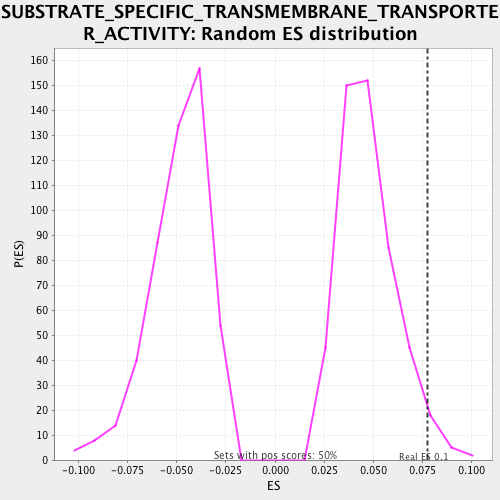 SUBSTRATE_SPECIFIC_TRANSMEMBRANE_TRANSPORTE
R_ACTIVITY: Random ES distribution
160
150
140
130
120
110
100
90
80
70
60
50
40
30
20
10
0
P(ES)
Sets with pos scores: 50%
Real ES 0.1
-0.100 -0.075 -0.050 -0.025 0.000 0.025 0.050 0.075 0.100
ES